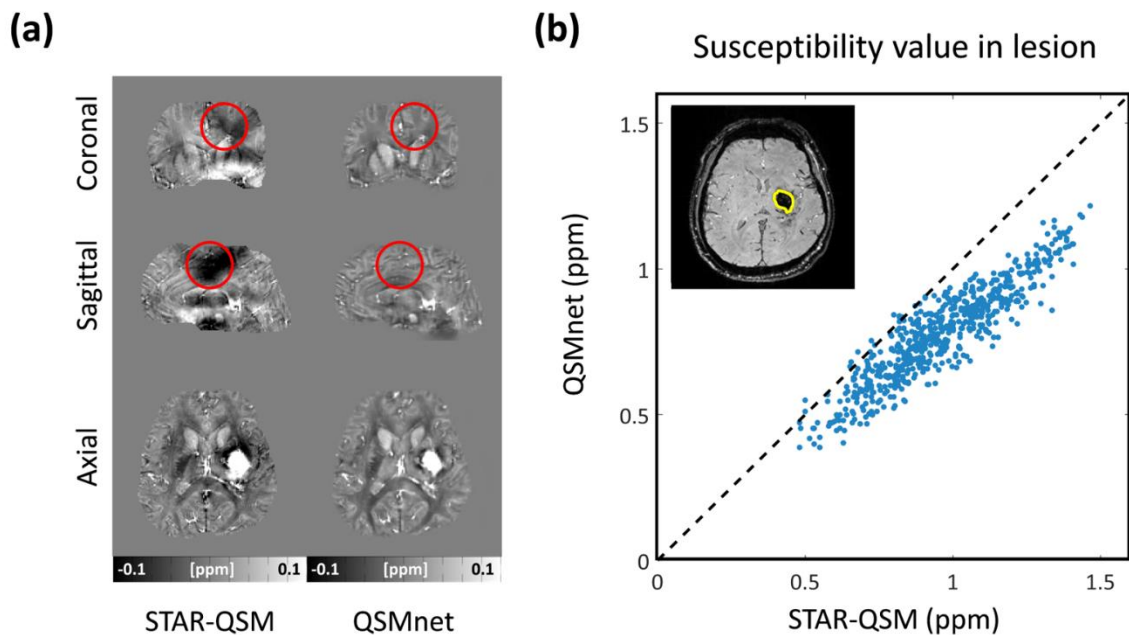 (a)
Coronal
Sagittal
Axial
-0.1 [ppm] 0.1
-0.1 [ppm] 0.1
STAR-QSM
QSMnet
(b)
Susceptibility value in lesion
QSMnet (ppm)
1.5
1
0.5
0
0
0.5
1
1.5
STAR-QSM (ppm)